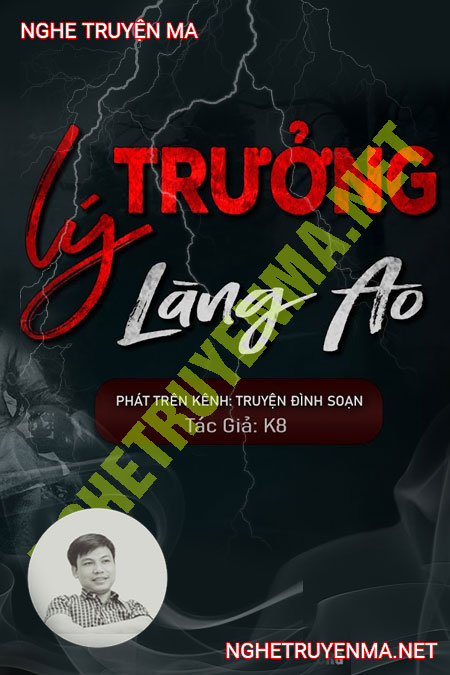 NGHE TRUYỆN MA
lý TRƯỞNG
Làng Ao
PHÁT TRÊN KÊNH: TRUYỆN ĐÌNH SOẠN
Tác Giả: K8
NGHETRUYENMA.NET
NGHETRUYENMA.NET